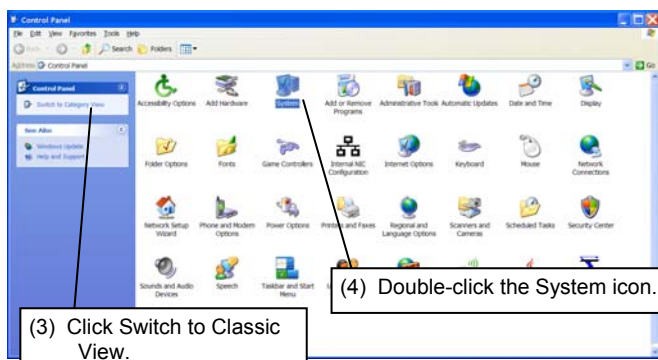 Control Panel
File Edit View Favorites Tools Help
Back Search Folders
Address Control Panel Go
Control Panel
Switch to Category View
See Also
Windows Update
Help and Support
Accessibility Options Add Hardware System Add or Remove Administrative Tools Automatic Updates Date and Time Display
Programs
Folder Options Fonts Game Controllers Internal NIC Internet Options Keyboard Mouse Network
Configuration Connections
Network Setup Phone and Modem Power Options Printers and Faxes Regional and Scanners and Scheduled Tasks Security Center
Wizard Options Language Options Cameras
Sounds and Audio Speech Taskbar and Start
Devices Menu
(4) Double-click the System icon.
(3) Click Switch to Classic
View.